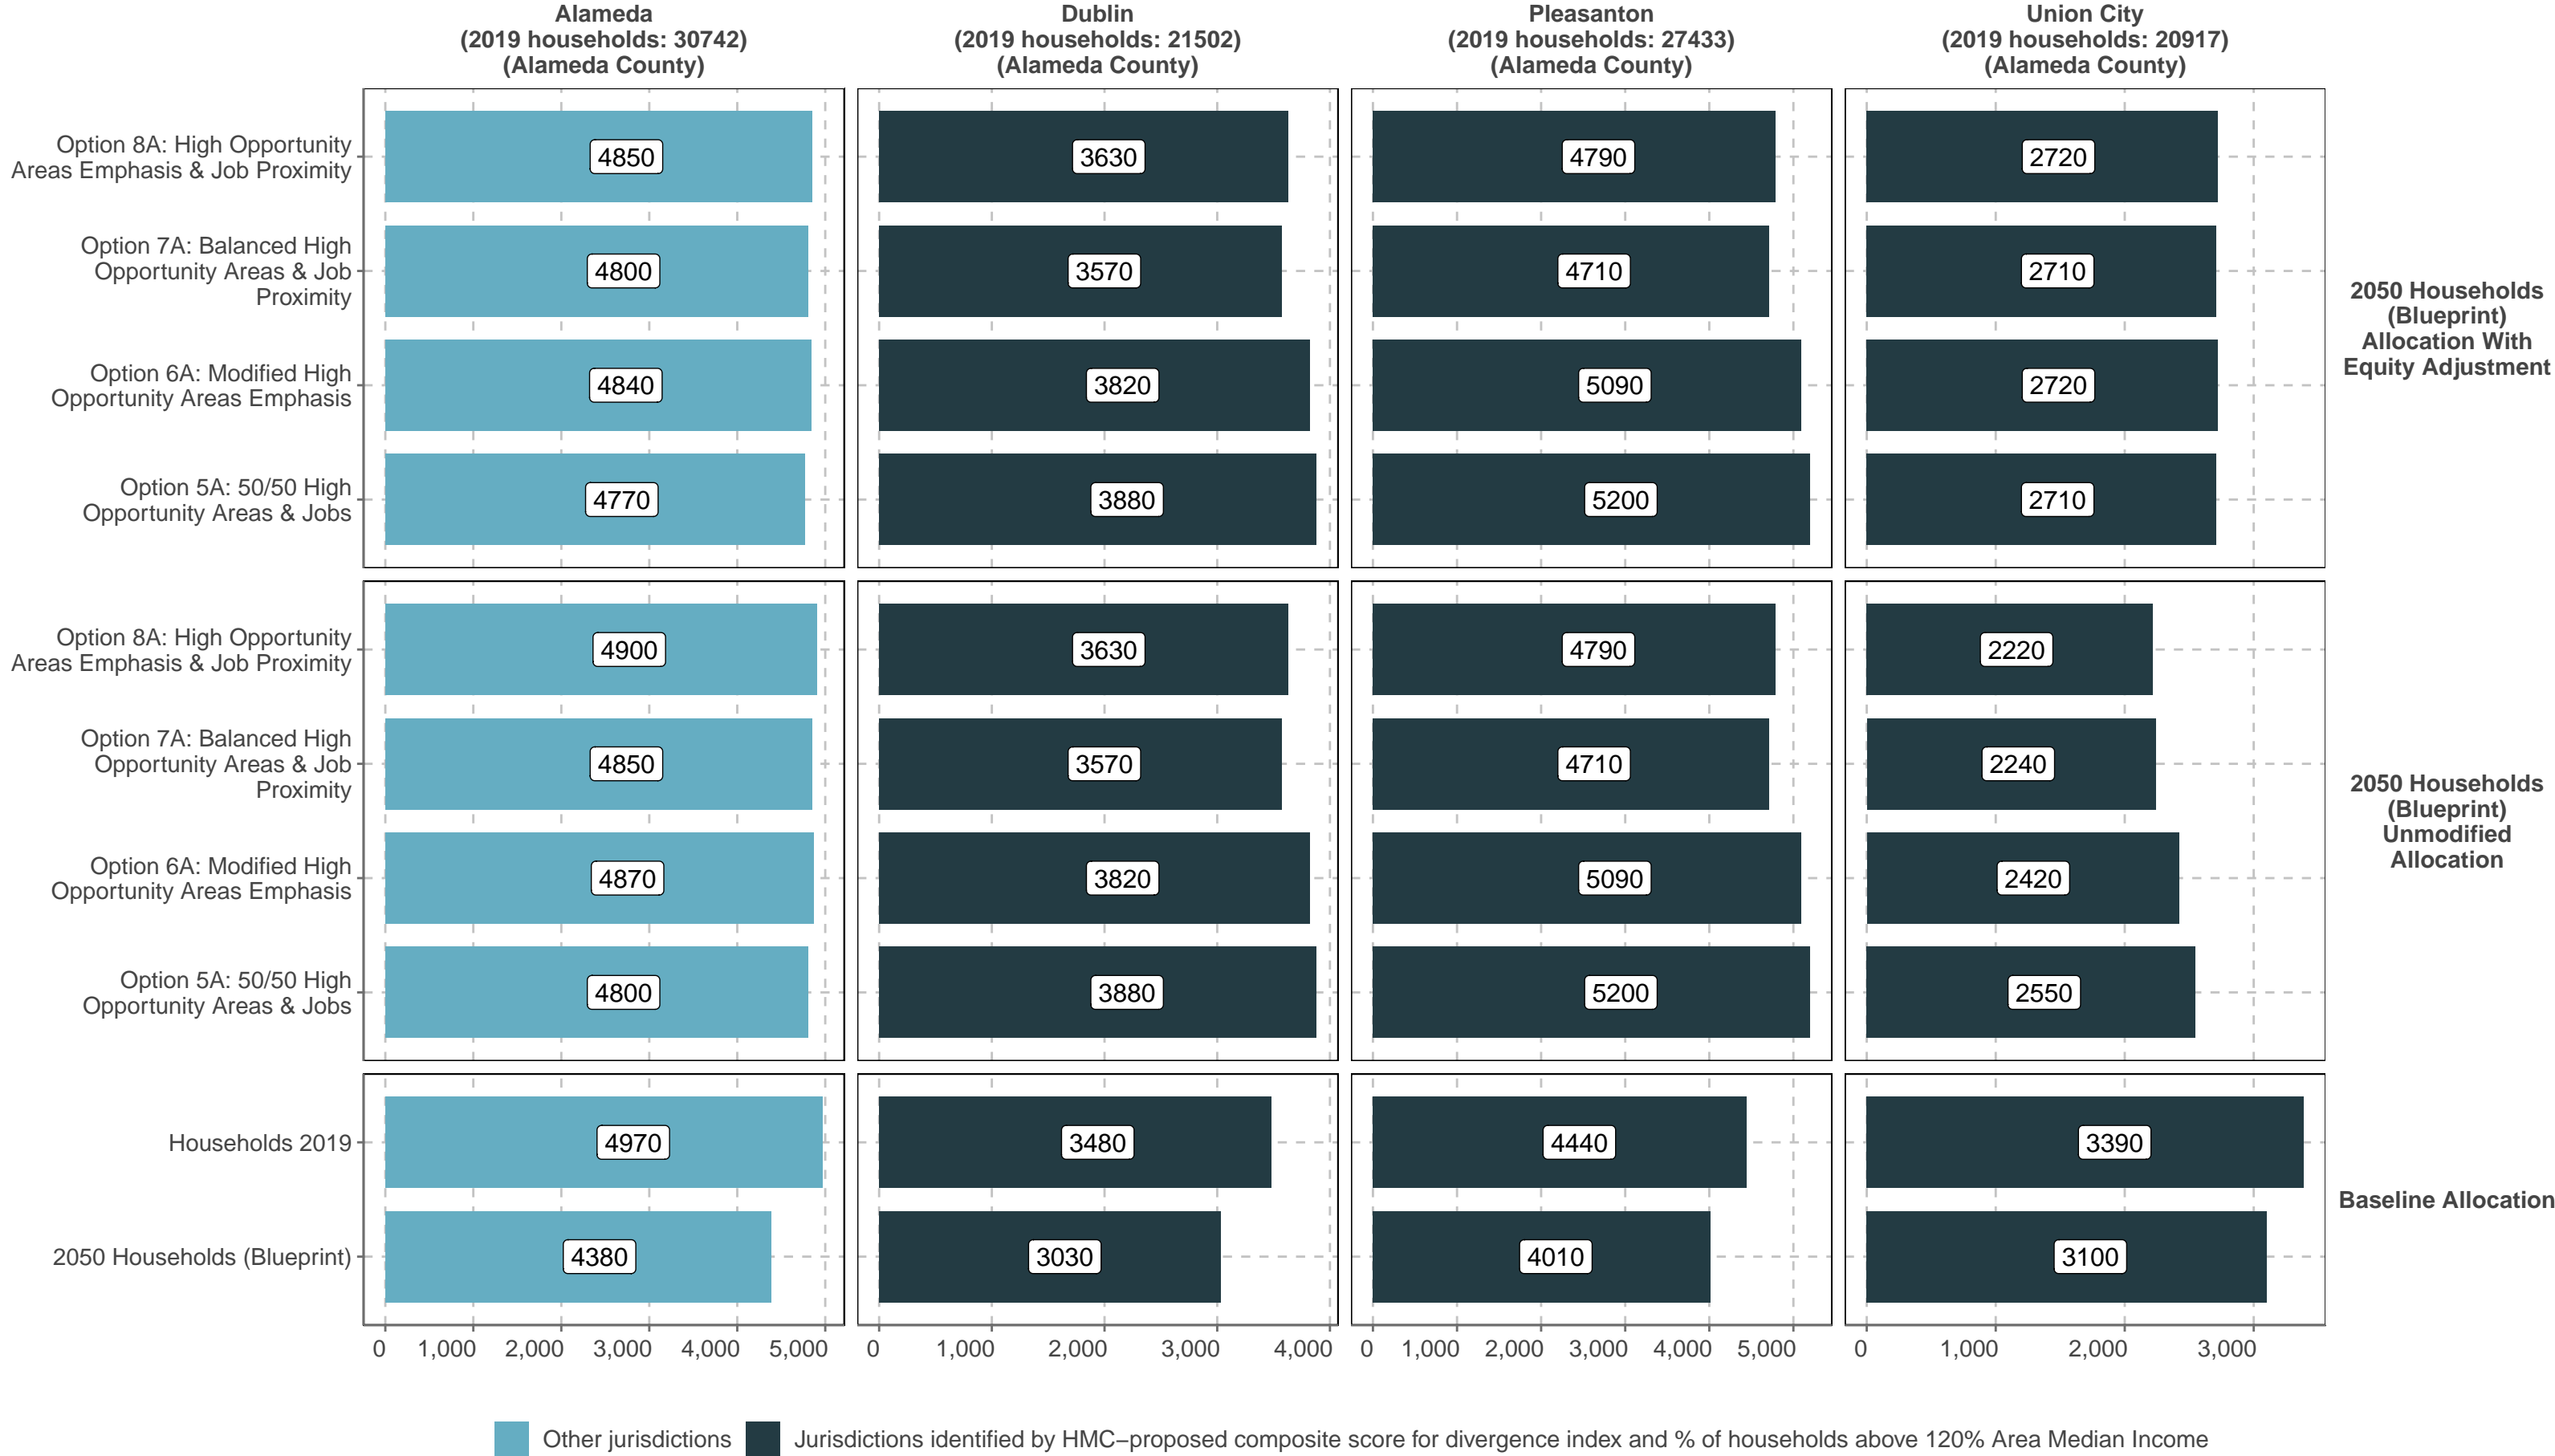 Alameda
(2019 households: 30742)
(Alameda County)
Dublin
(2019 households: 21502)
(Alameda County)
Pleasanton
(2019 households: 27433)
(Alameda County)
Union City
(2019 households: 20917)
(Alameda County)
Option 8A: High Opportunity
Areas Emphasis & Job Proximity
4850
3630
4790
2720
Option 7A: Balanced High
Opportunity Areas & Job
Proximity
4800
3570
4710
2710
Option 6A: Modified High
Opportunity Areas Emphasis
4840
3820
5090
2720
Option 5A: 50/50 High
Opportunity Areas & Jobs
4770
3880
5200
2710
2050 Households
(Blueprint)
Allocation With
Equity Adjustment
Option 8A: High Opportunity
Areas Emphasis & Job Proximity
4900
3630
4790
2220
Option 7A: Balanced High
Opportunity Areas & Job
Proximity
4850
3570
4710
2240
Option 6A: Modified High
Opportunity Areas Emphasis
4870
3820
5090
2420
Option 5A: 50/50 High
Opportunity Areas & Jobs
4800
3880
5200
2550
2050 Households
(Blueprint)
Unmodified
Allocation
Households 2019
4970
3480
4440
3390
2050 Households (Blueprint)
4380
3030
4010
3100
Baseline Allocation
0 1,000 2,000 3,000 4,000 5,000
0 1,000 2,000 3,000 4,000
0 1,000 2,000 3,000 4,000 5,000
0 1,000 2,000 3,000
Other jurisdictions
Jurisdictions identified by HMC−proposed composite score for divergence index and % of households above 120% Area Median Income